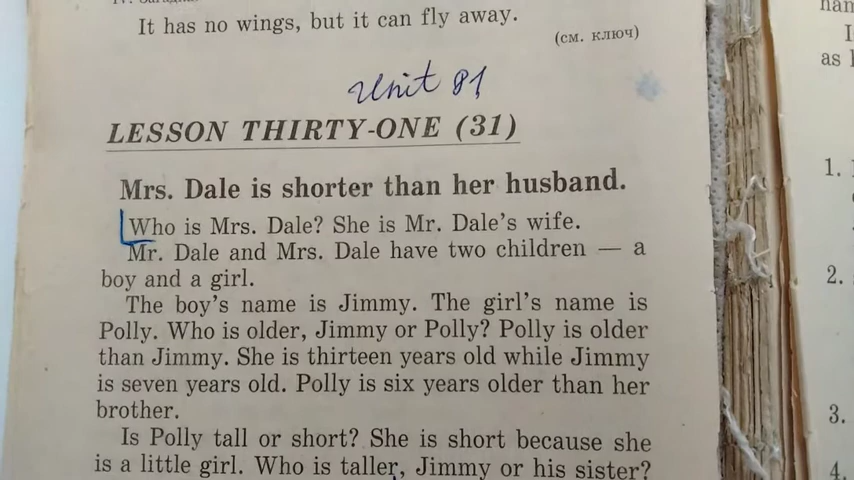 It has no wings, but it can fly away.
(см. ключ)
Unit 81
LESSON THIRTY-ONE (31)
Mrs. Dale is shorter than her husband.
Who is Mrs. Dale? She is Mr. Dale's wife.
Mr. Dale and Mrs. Dale have two children — a
boy and a girl.
The boy's name is Jimmy. The girl's name is
Polly. Who is older, Jimmy or Polly? Polly is older
than Jimmy. She is thirteen years old while Jimmy
is seven years old. Polly is six years older than her
brother.
Is Polly tall or short? She is short because she
is a little girl. Who is taller, Jimmy or his sister?
as
1.
2.
3.
4.